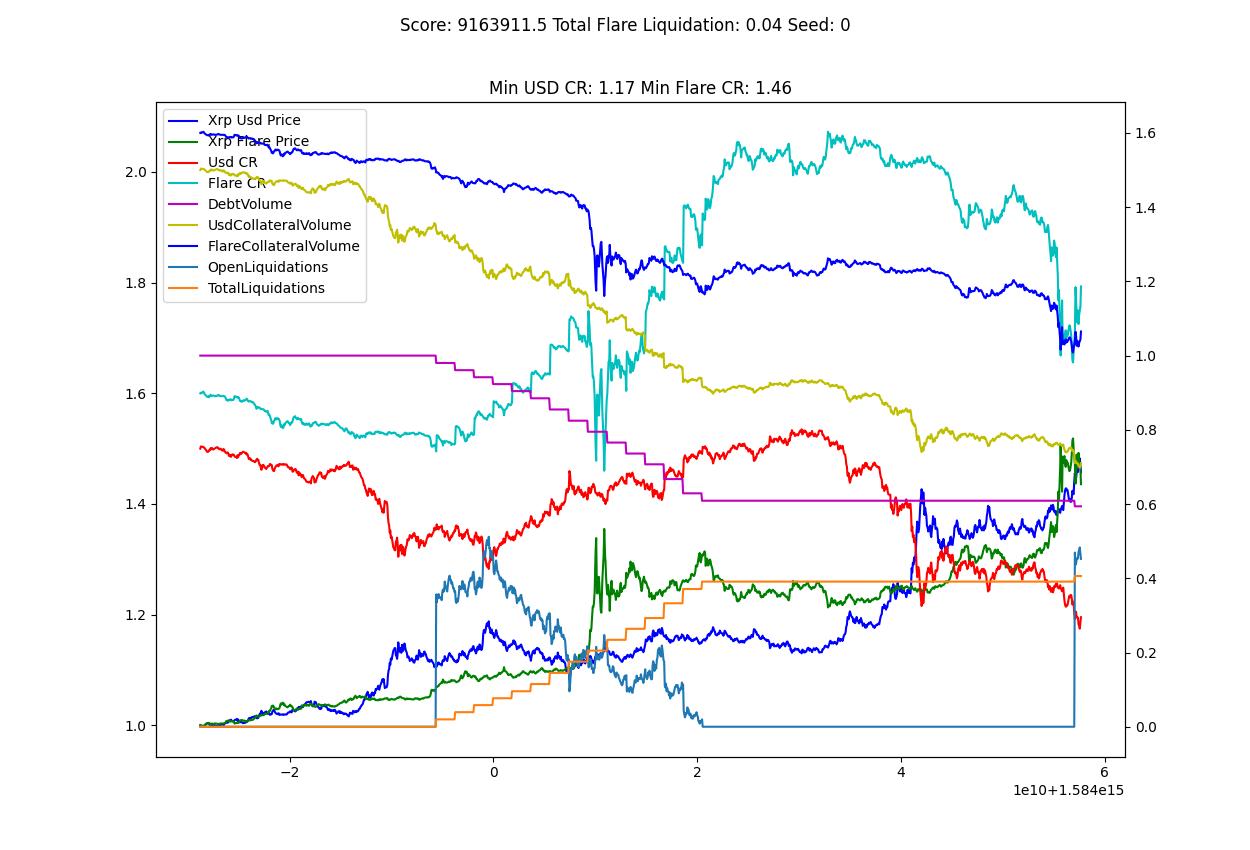 Score: 9163911.5 Total Flare Liquidation: 0.04 Seed: 0
Min USD CR: 1.17 Min Flare CR: 1.46
Xrp Usd Price
Xrp Flare Price
Usd CR
Flare CR
DebtVolume
UsdCollateralVolume
FlareCollateralVolume
OpenLiquidations
TotalLiquidations
2.0
1.8
1.6
1.4
1.2
1.0
1.6
1.4
1.2
1.0
0.8
0.6
0.4
0.2
0.0
−2
0
2
4
6
1e10+1.584e15